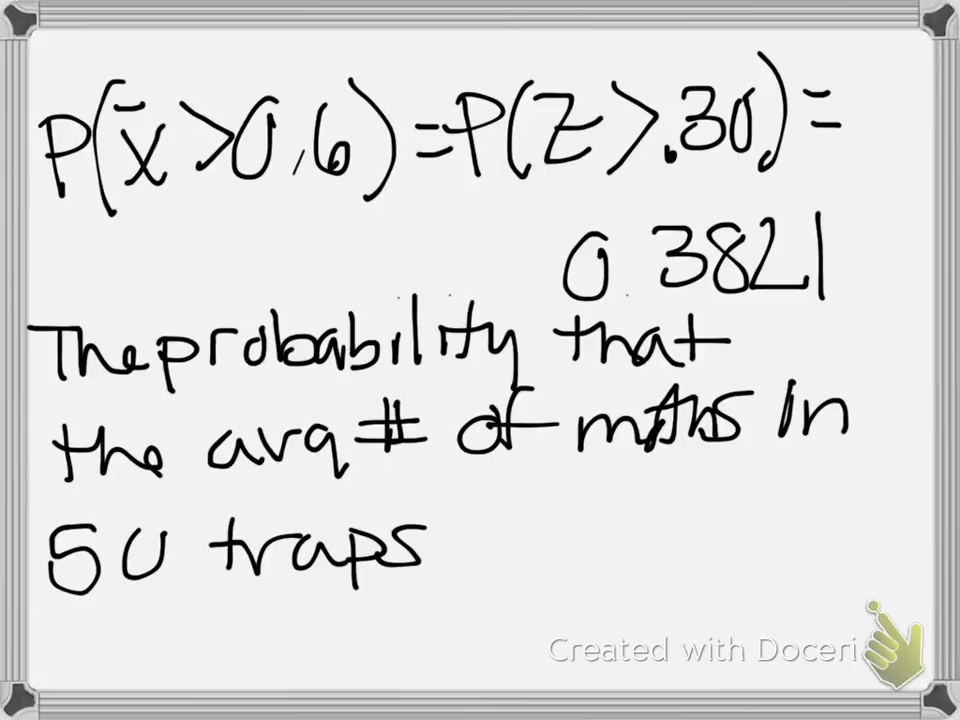 P(x̄ > 0.6) = P(Z > .30) =
0.3821
The probability that
the avg # of moths in
50 traps
Created with Doceri